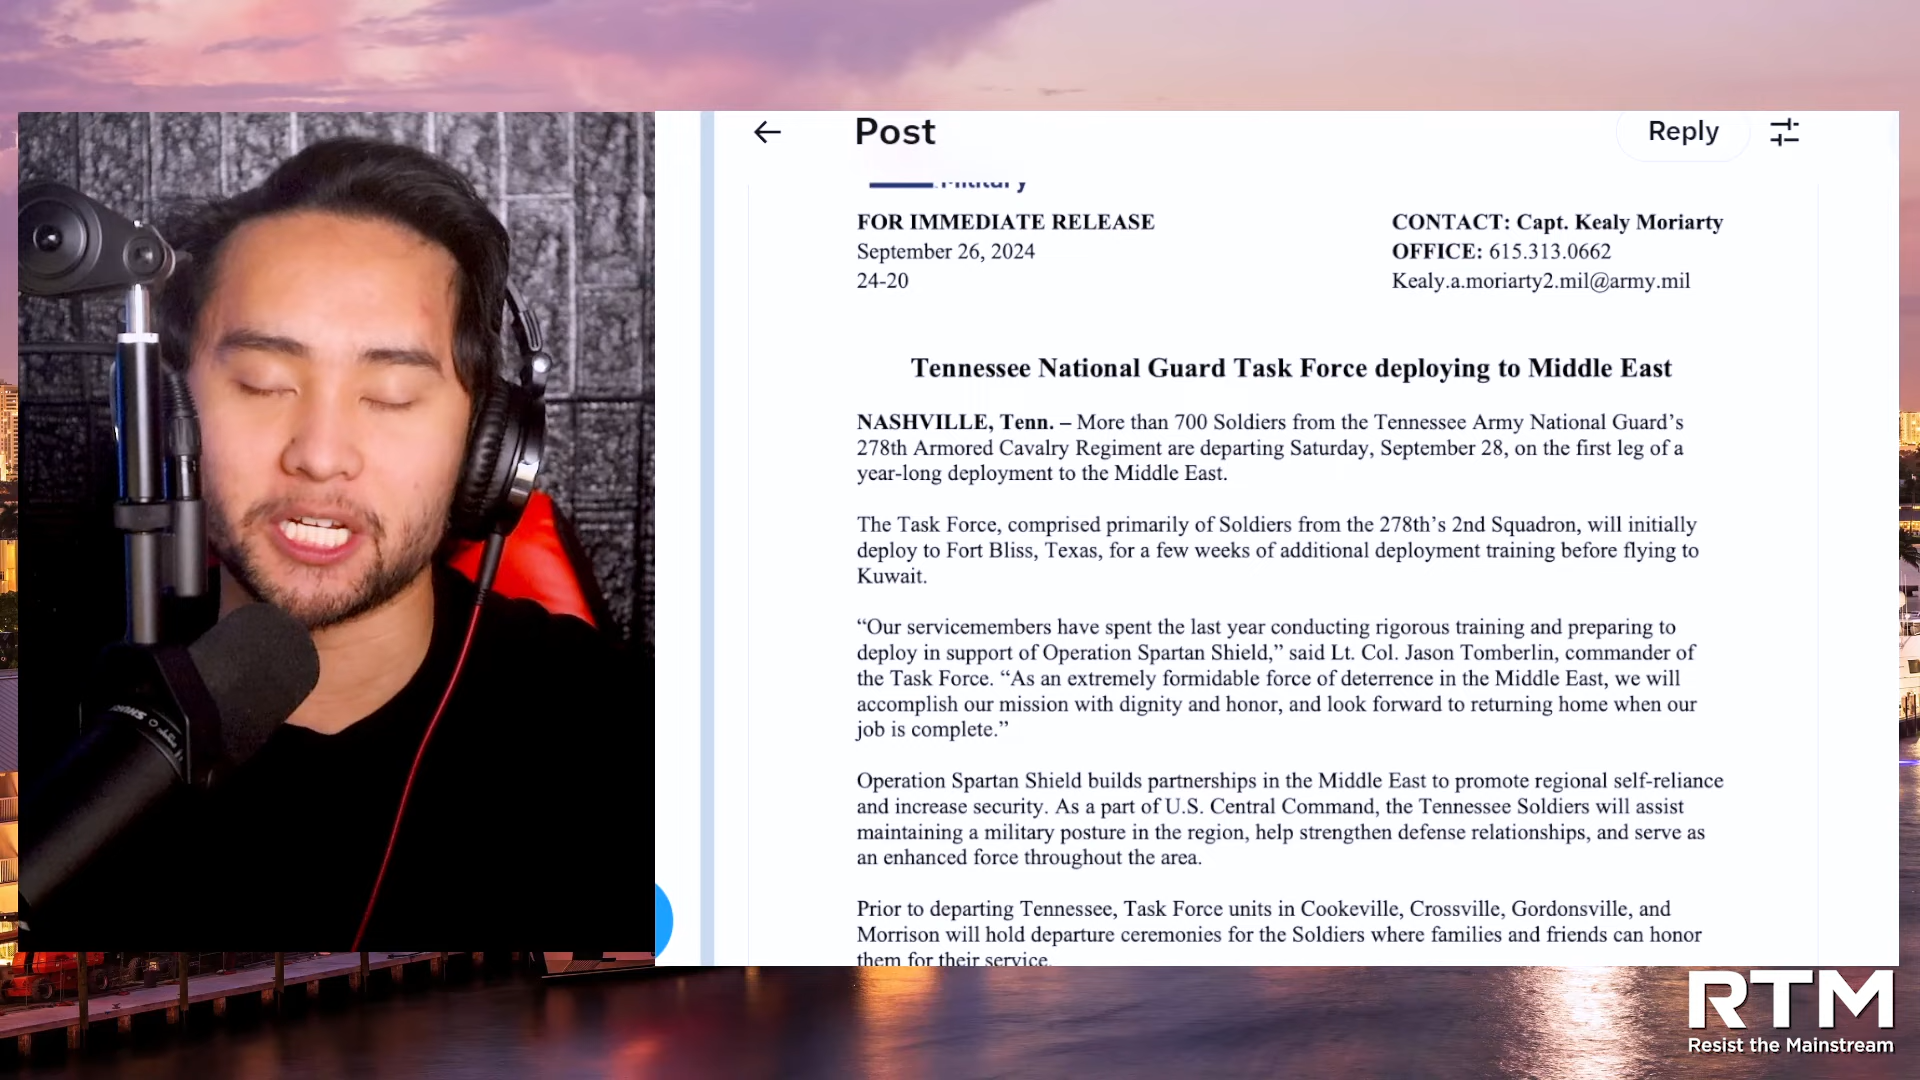 Post
Reply
Military
FOR IMMEDIATE RELEASE
September 26, 2024
24-20
CONTACT: Capt. Kealy Moriarty
OFFICE: 615.313.0662
Kealy.a.moriarty2.mil@army.mil
Tennessee National Guard Task Force deploying to Middle East
NASHVILLE, Tenn. – More than 700 Soldiers from the Tennessee Army National Guard’s
278th Armored Cavalry Regiment are departing Saturday, September 28, on the first leg of a
year-long deployment to the Middle East.
The Task Force, comprised primarily of Soldiers from the 278th’s 2nd Squadron, will initially
deploy to Fort Bliss, Texas, for a few weeks of additional deployment training before flying to
Kuwait.
“Our servicemembers have spent the last year conducting rigorous training and preparing to
deploy in support of Operation Spartan Shield,” said Lt. Col. Jason Tomberlin, commander of
the Task Force. “As an extremely formidable force of deterrence in the Middle East, we will
accomplish our mission with dignity and honor, and look forward to returning home when our
job is complete.”
Operation Spartan Shield builds partnerships in the Middle East to promote regional self-reliance
and increase security. As a part of U.S. Central Command, the Tennessee Soldiers will assist
maintaining a military posture in the region, help strengthen defense relationships, and serve as
an enhanced force throughout the area.
Prior to departing Tennessee, Task Force units in Cookeville, Crossville, Gordonsville, and
Morrison will hold departure ceremonies for the Soldiers where families and friends can honor
them for their service.
SHURE
RTM
Resist the Mainstream